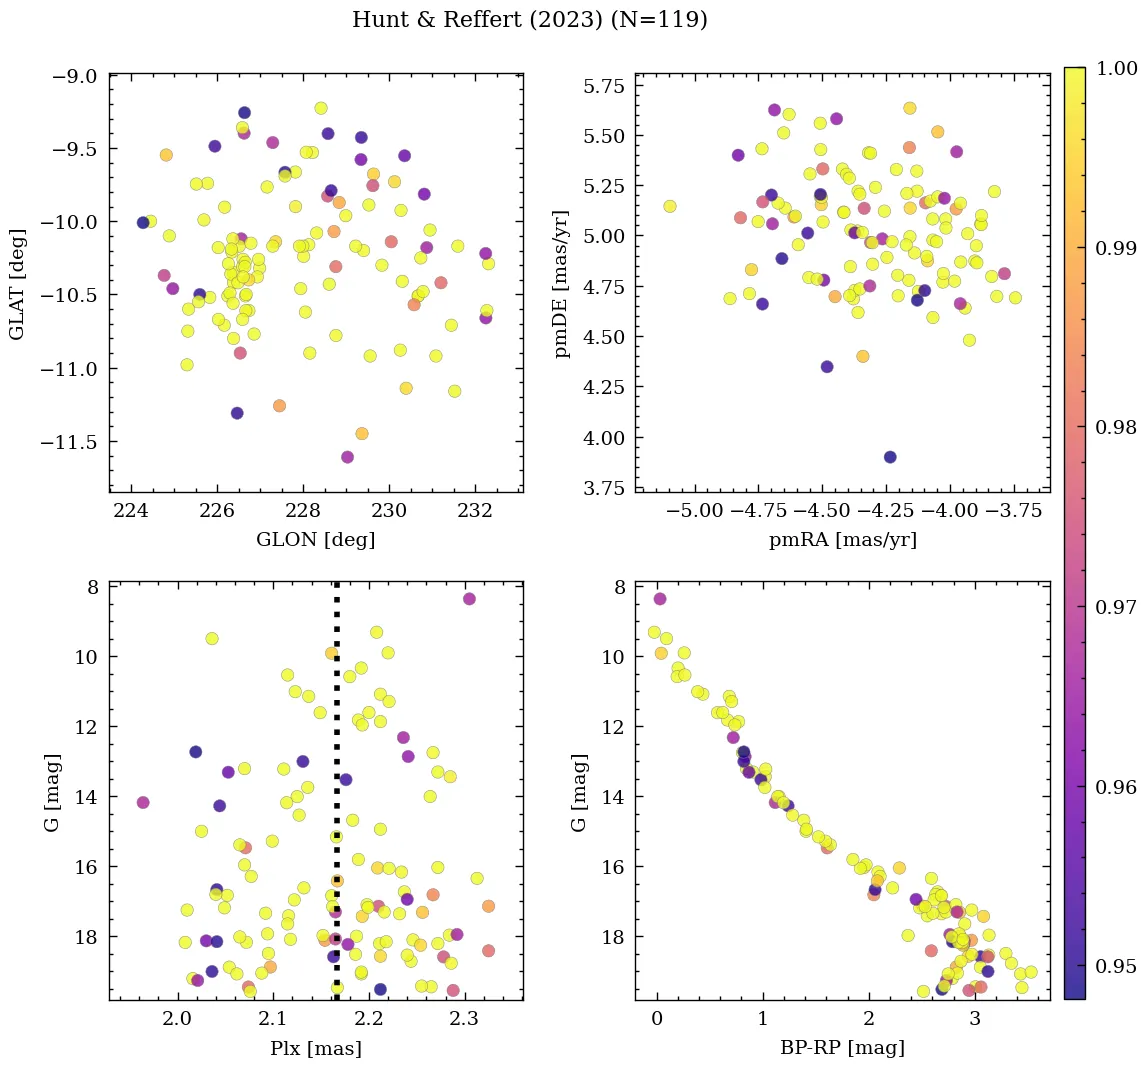 Hunt & Reffert (2023) (N=119)
−9.0
−9.5
−10.0
−10.5
−11.0
−11.5
GLAT [deg]
224 226 228 230 232
GLON [deg]
5.75
5.50
5.25
5.00
4.75
4.50
4.25
4.00
3.75
pmDE [mas/yr]
−5.00 −4.75 −4.50 −4.25 −4.00 −3.75
pmRA [mas/yr]
8
10
12
14
16
18
G [mag]
2.0 2.1 2.2 2.3
Plx [mas]
8
10
12
14
16
18
G [mag]
0 1 2 3
BP-RP [mag]
1.00
0.99
0.98
0.97
0.96
0.95